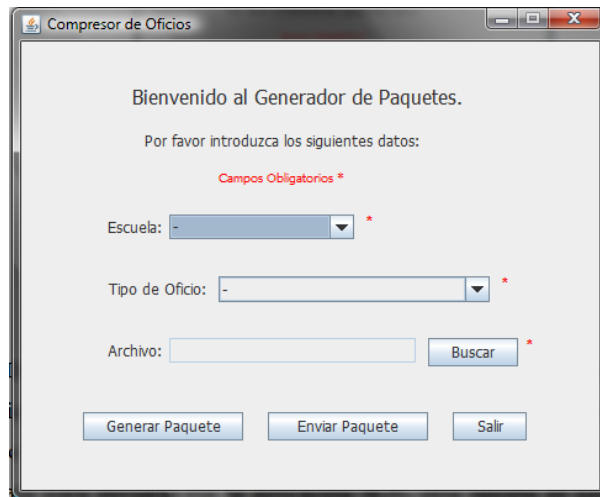 Compresor de Oficios
Bienvenido al Generador de Paquetes.
Por favor introduzca los siguientes datos:
Campos Obligatorios *
Escuela: - *
Tipo de Oficio: - *
Archivo: Buscar *
Generar Paquete Enviar Paquete Salir